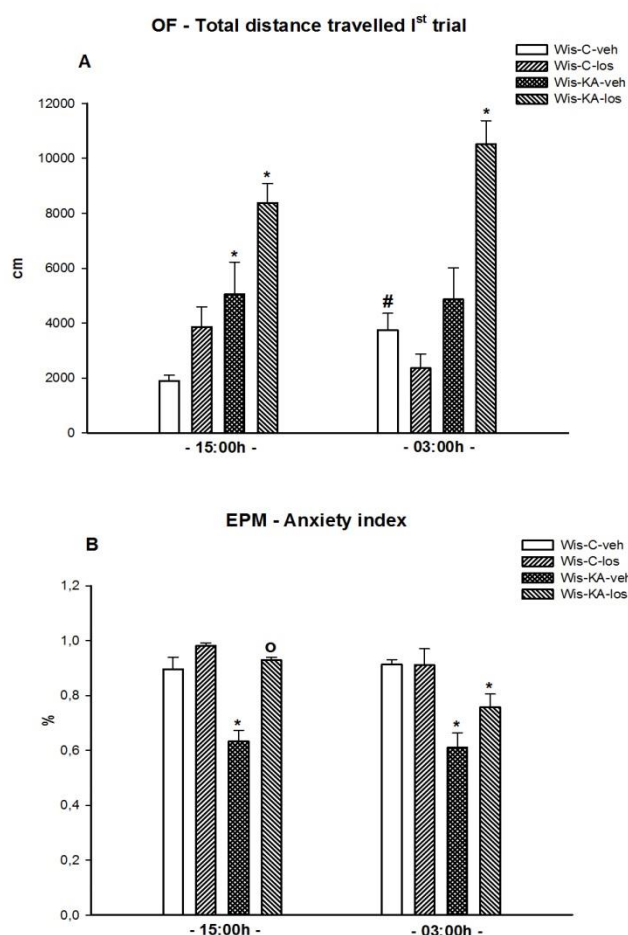 OF - Total distance travelled Iˢᵗ trial
A
Wis-C-veh
Wis-C-los
Wis-KA-veh
Wis-KA-los
12000
10000
8000
6000
4000
2000
0
cm
*
*
#
*
- 15:00h -
- 03:00h -
EPM - Anxiety index
B
Wis-C-veh
Wis-C-los
Wis-KA-veh
Wis-KA-los
1,2
1,0
0,8
0,6
0,4
0,2
0,0
%
*
o
*
*
- 15:00h -
- 03:00h -